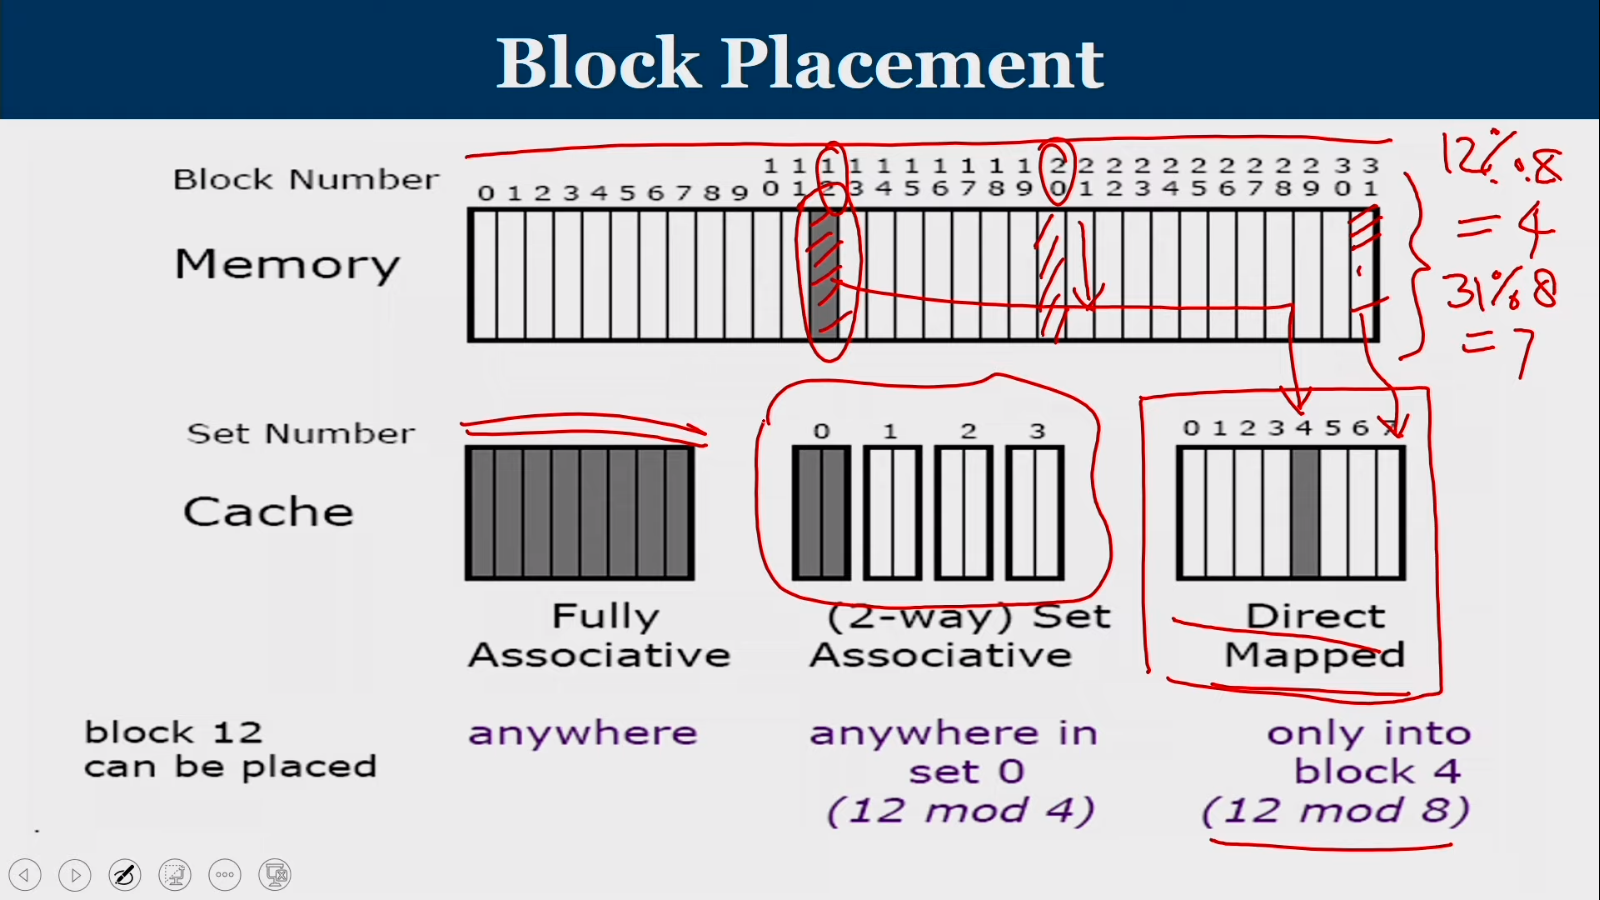 Block Placement
12%8
= 4
31%8
= 7
Block Number
0 1 2 3 4 5 6 7 8 9 10 11 12 13 14 15 16 17 18 19 20 21 22 23 24 25 26 27 28 29 30 31
Memory
Set Number
0 1 2 3
0 1 2 3 4 5 6 7
Cache
Fully
Associative
(2-way) Set
Associative
Direct
Mapped
block 12
can be placed
anywhere
anywhere in
set 0
(12 mod 4)
only into
block 4
(12 mod 8)